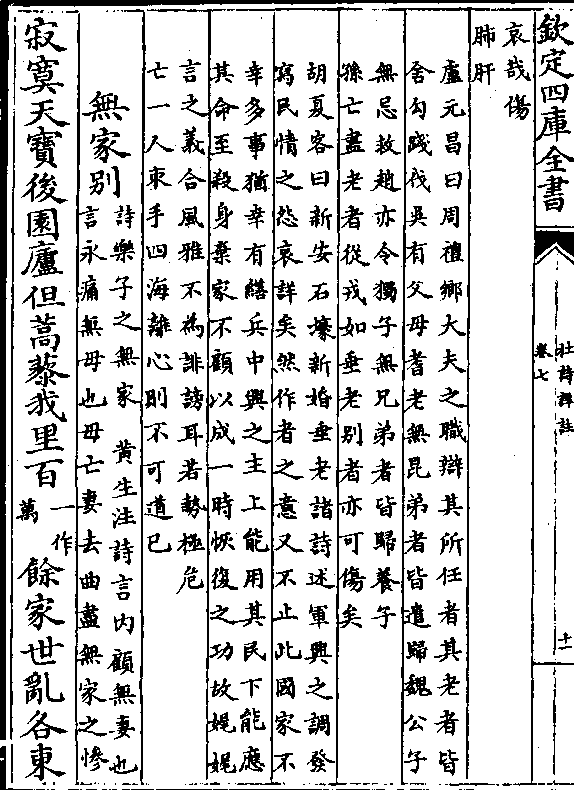 欽定四庫全書
杜詩詳註
卷七
十一
哀哉傷
肺肝
盧元昌曰周禮鄉大夫之職辯其所任者其老者皆
舍勾踐伐吳有父母耆老無昆弟者皆遣歸魏公子
無忌救趙亦令獨子無兄弟者皆歸養子
孫亡盡老者從戎如垂老别者亦可傷矣
胡夏客曰新安石壕新婚垂老諸詩述軍興之調發
寫民情之怨哀詳矣然作者之意又不止此國家不
幸多事猶幸有繕兵中興之主上能用其民下能應
其命至殺身棄家不顧以成一時恢復之功故娓娓
言之義合風雅不為誹謗耳若勢極危
亡一人束手四海離心則不可道已
無家别
詩樂子之無家 黄生注詩言内顧無妻也
言永痛無母也母亡妻去曲盡無家之慘
寂寞天寶後園廬但蒿藜我里百一作萬餘家世亂各東